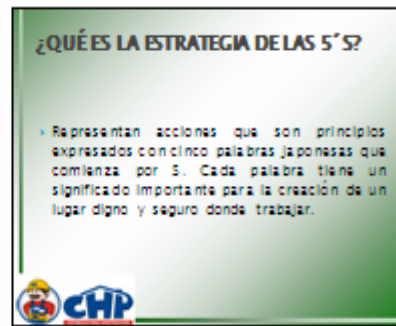 ¿QUÉ ES LA ESTRATEGIA DE LAS 5´S?
Representan acciones que son principios
expresados con cinco palabras japonesas que
comienza por S. Cada palabra tiene un
significado importante para la creación de un
lugar digno y seguro donde trabajar.
CHP